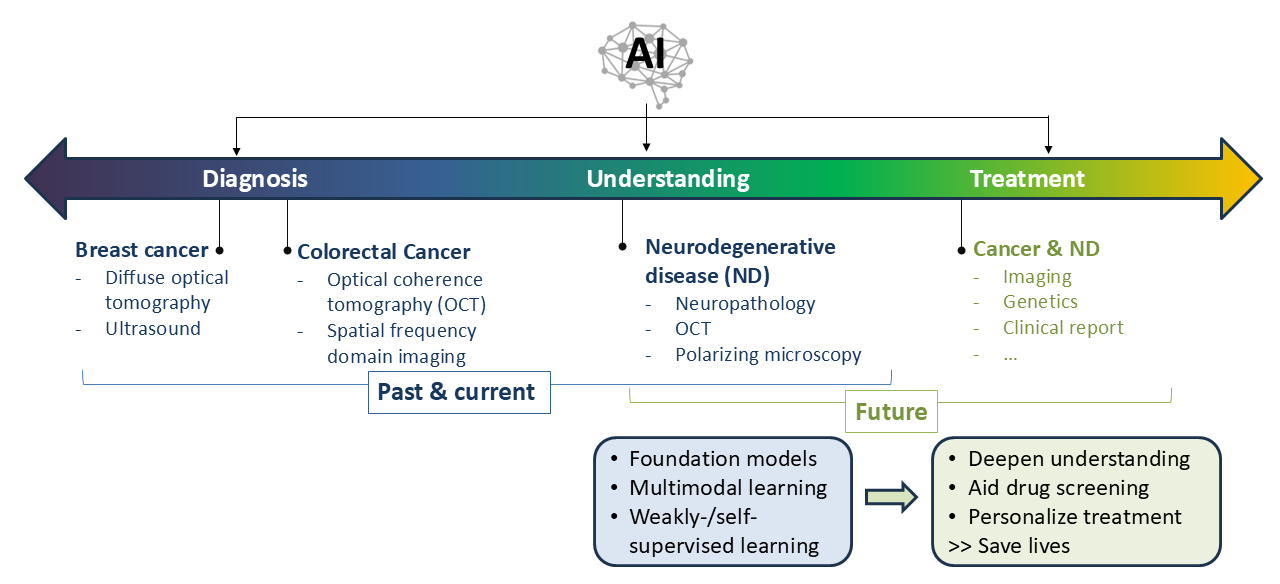 AI
Diagnosis
Understanding
Treatment
Breast cancer
- Diffuse optical
tomography
- Ultrasound
Colorectal Cancer
- Optical coherence
tomography (OCT)
- Spatial frequency
domain imaging
Neurodegenerative
disease (ND)
- Neuropathology
- OCT
- Polarizing microscopy
Cancer & ND
- Imaging
- Genetics
- Clinical report
- ...
Past & current
Future
• Foundation models
• Multimodal learning
• Weakly-/self-
supervised learning
• Deepen understanding
• Aid drug screening
• Personalize treatment
>> Save lives